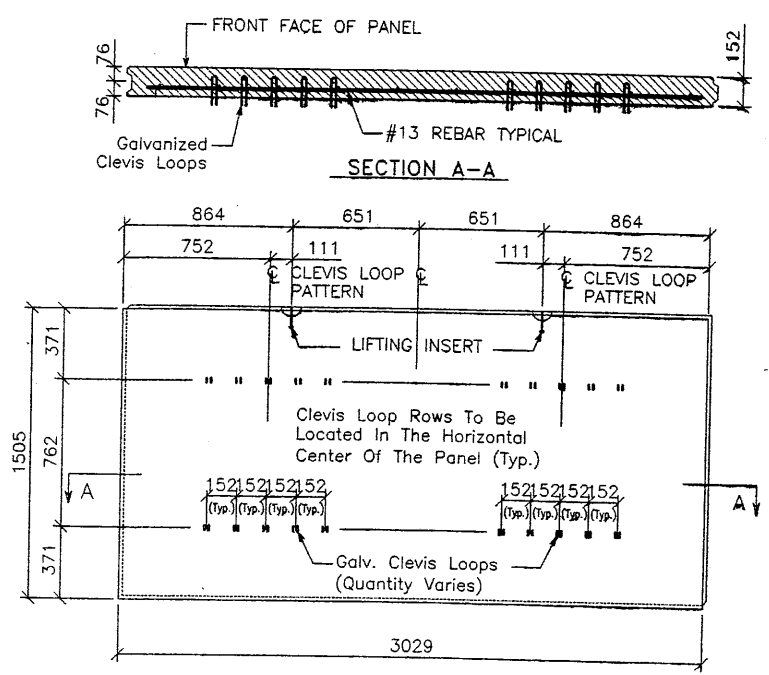 FRONT FACE OF PANEL
76
152
76
#13 REBAR TYPICAL
Galvanized
Clevis Loops
SECTION A-A
864 651 651 864
752 111 111 752
℄ CLEVIS LOOP
PATTERN
℄
℄ CLEVIS LOOP
PATTERN
371
LIFTING INSERT
1505
762
Clevis Loop Rows To Be
Located In The Horizontal
Center Of The Panel (Typ.)
A
A
152 152 152 152
(Typ.) (Typ.) (Typ.) (Typ.)
152 152 152 152
(Typ.) (Typ.) (Typ.) (Typ.)
371
Galv. Clevis Loops
(Quantity Varies)
3029